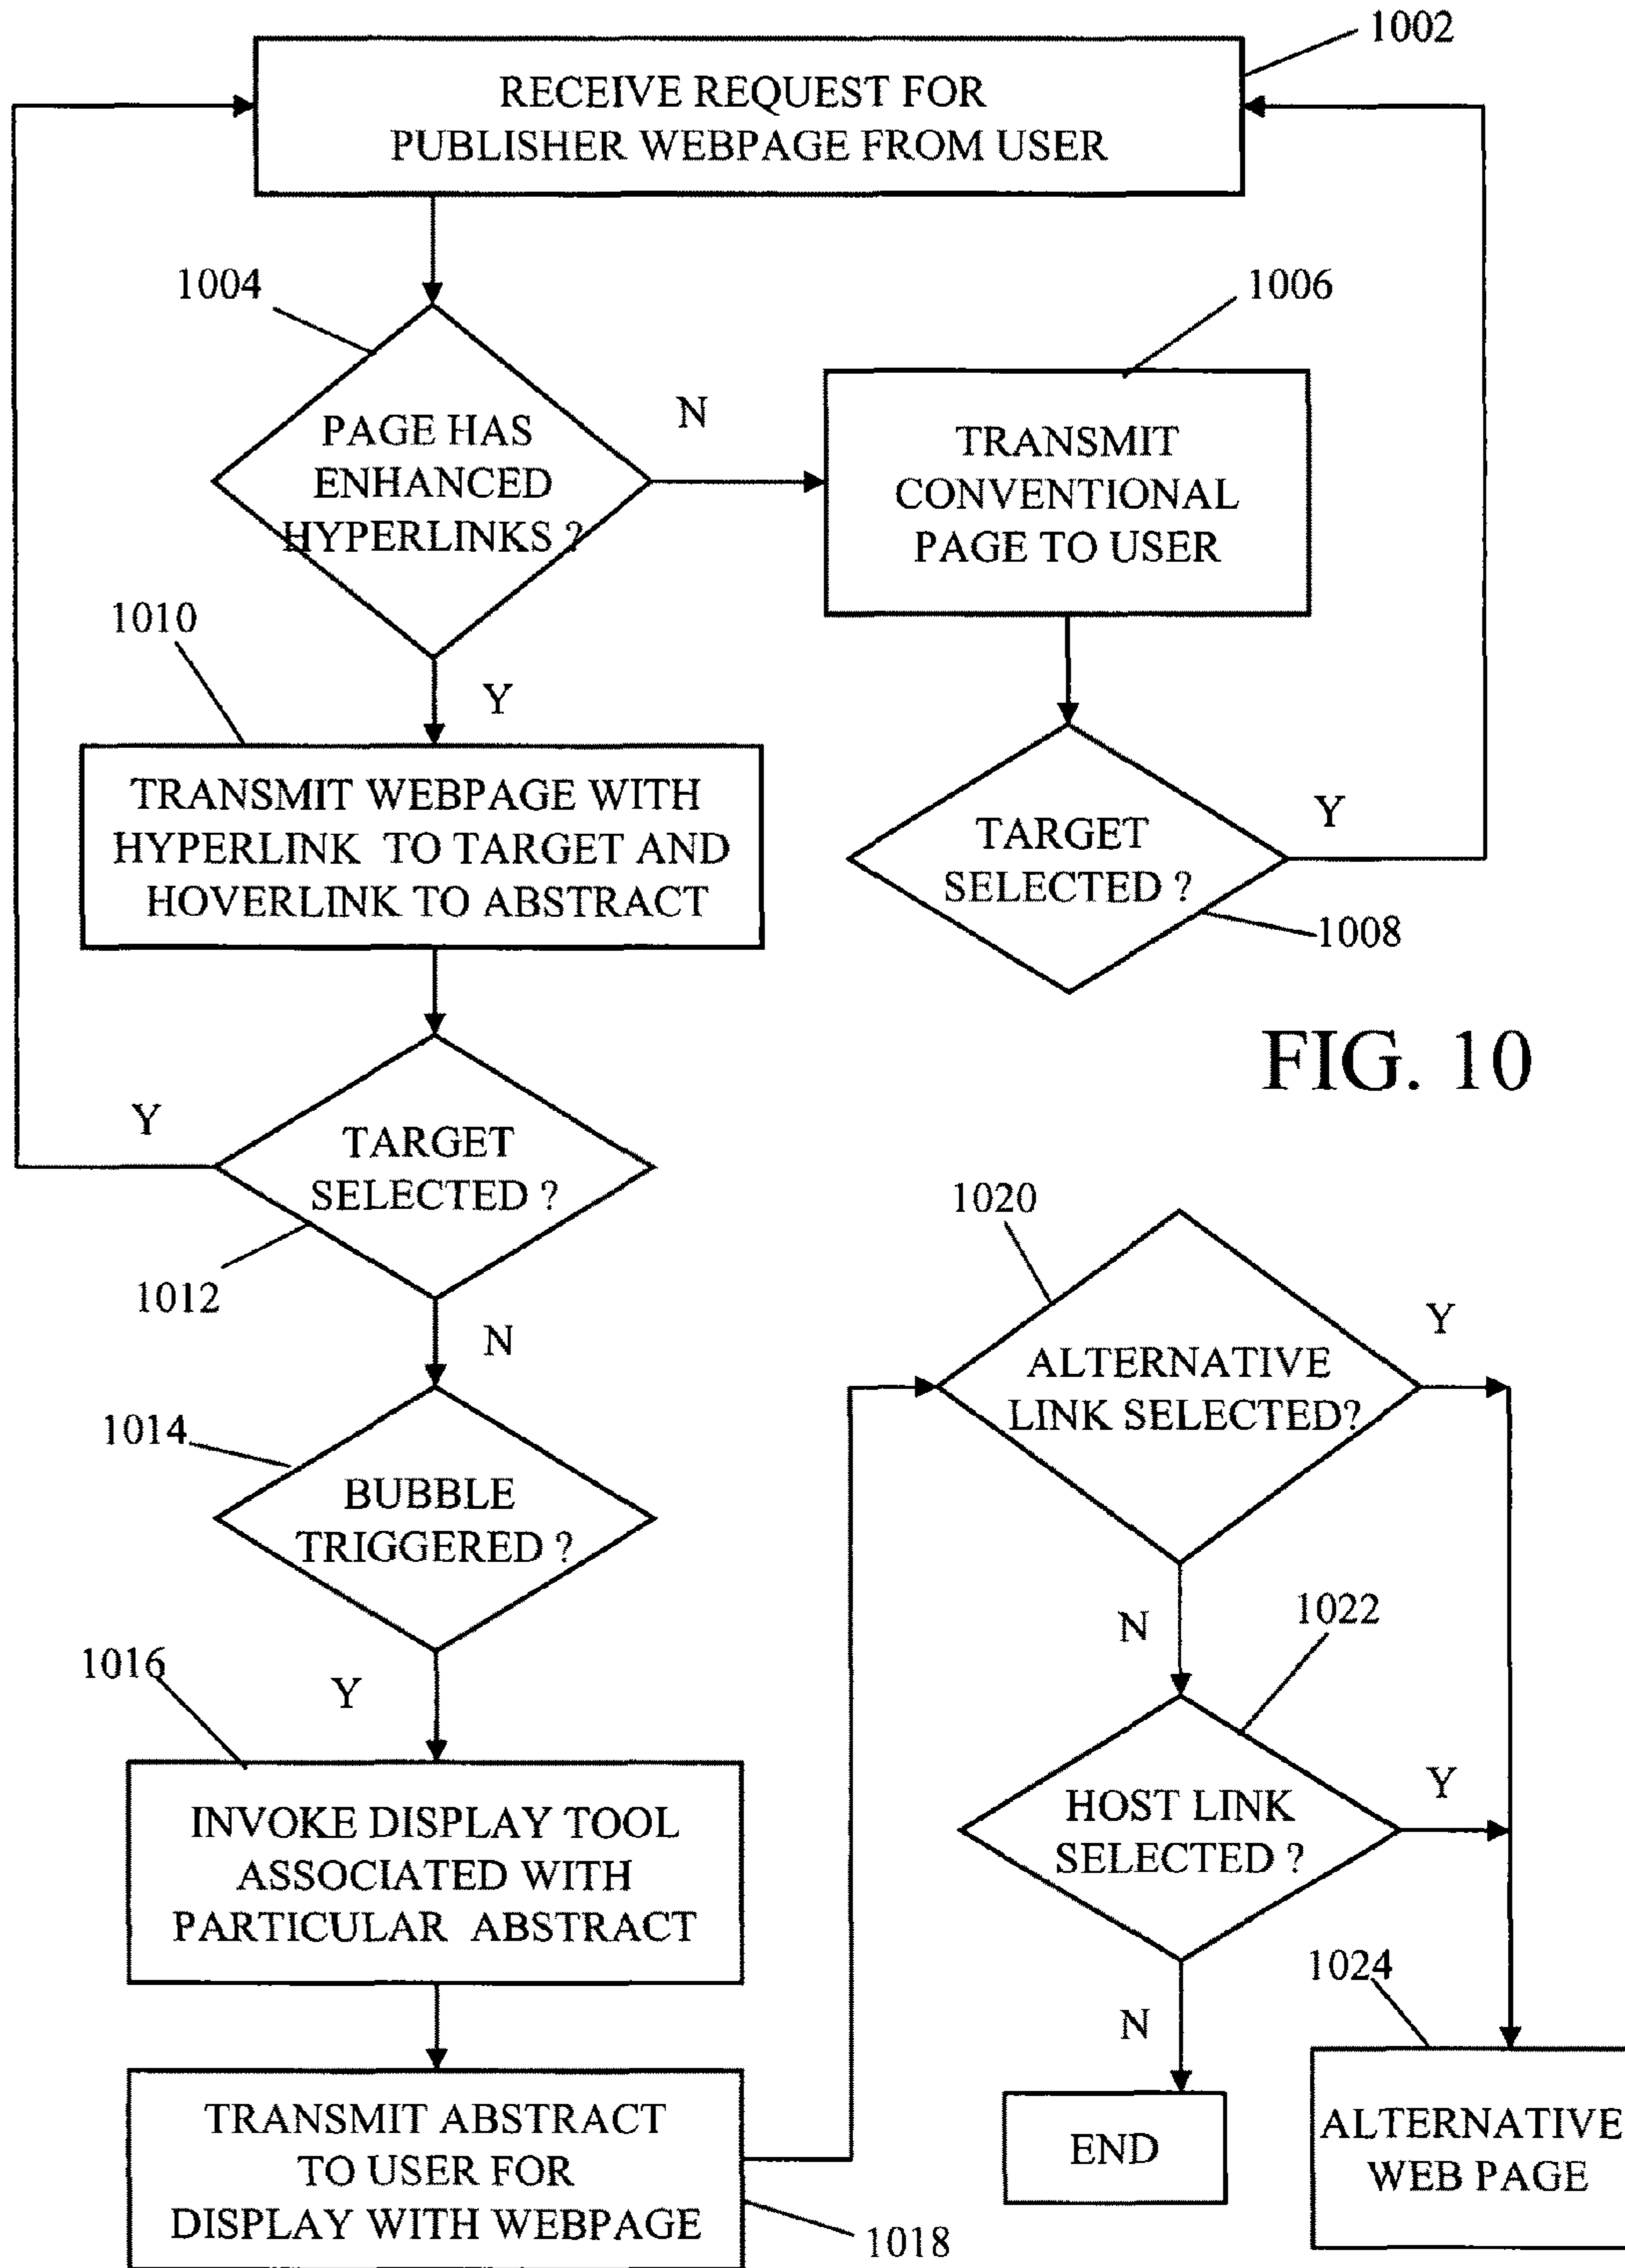 1002
RECEIVE REQUEST FOR
PUBLISHER WEBPAGE FROM USER
1004
PAGE HAS
ENHANCED
HYPERLINKS ?
N
1006
TRANSMIT
CONVENTIONAL
PAGE TO USER
Y
1010
TRANSMIT WEBPAGE WITH
HYPERLINK TO TARGET AND
HOVERLINK TO ABSTRACT
TARGET
SELECTED ?
Y
1008
FIG. 10
Y
TARGET
SELECTED ?
1012
N
1014
BUBBLE
TRIGGERED ?
Y
1016
INVOKE DISPLAY TOOL
ASSOCIATED WITH
PARTICULAR ABSTRACT
TRANSMIT ABSTRACT
TO USER FOR
DISPLAY WITH WEBPAGE
1018
1020
ALTERNATIVE
LINK SELECTED?
Y
N
1022
HOST LINK
SELECTED ?
Y
N
END
1024
ALTERNATIVE
WEB PAGE